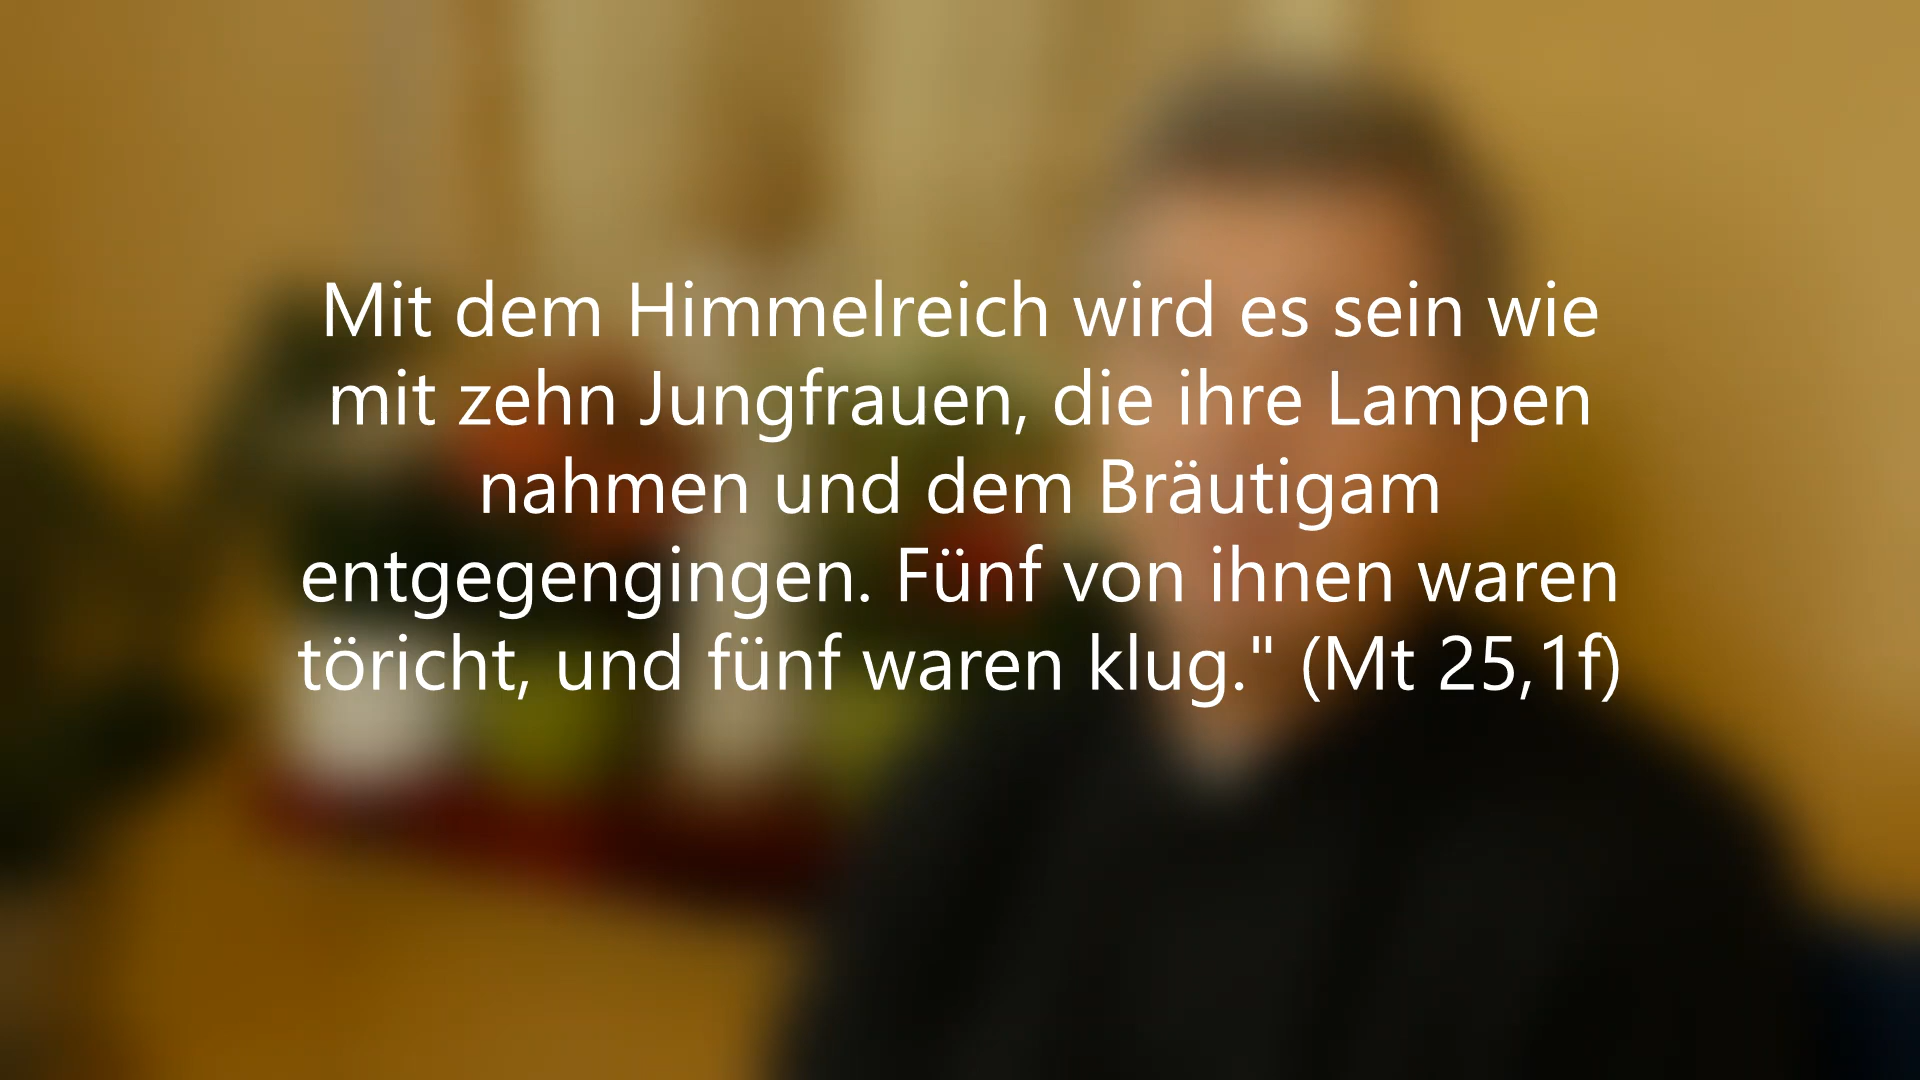 Mit dem Himmelreich wird es sein wie
mit zehn Jungfrauen, die ihre Lampen
nahmen und dem Bräutigam
entgegengingen. Fünf von ihnen waren
töricht, und fünf waren klug." (Mt 25,1f)